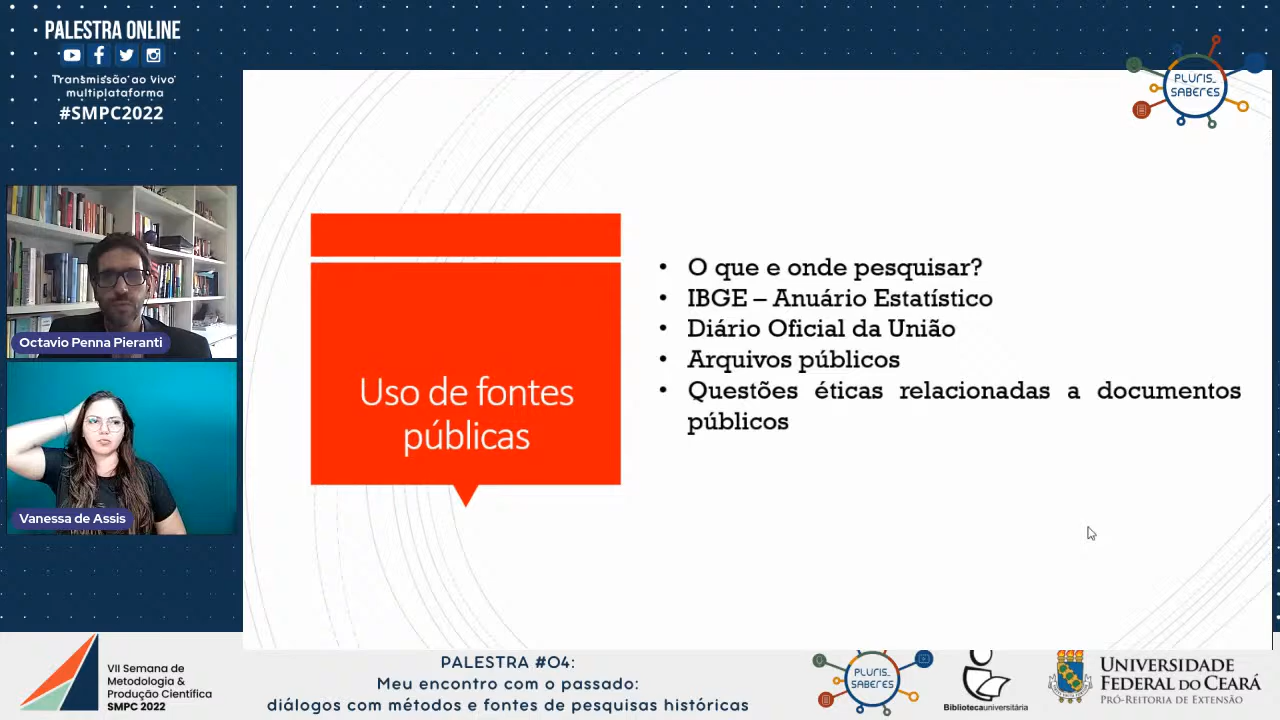 PALESTRA ONLINE
Transmissão ao vivo
multiplataforma
#SMPC2022
PLURIS_
SABERES
Octavio Penna Pieranti
Vanessa de Assis
Uso de fontes
públicas
• O que e onde pesquisar?
• IBGE – Anuário Estatístico
• Diário Oficial da União
• Arquivos públicos
• Questões éticas relacionadas a documentos
públicos
VII Semana de
Metodologia &
Produção Científica
SMPC 2022
PALESTRA #04:
Meu encontro com o passado:
diálogos com métodos e fontes de pesquisas históricas
PLURIS_
SABERES
Bibliotecauniversitária
UNIVERSIDADE
FEDERAL DO CEARÁ
PRÓ-REITORIA DE EXTENSÃO